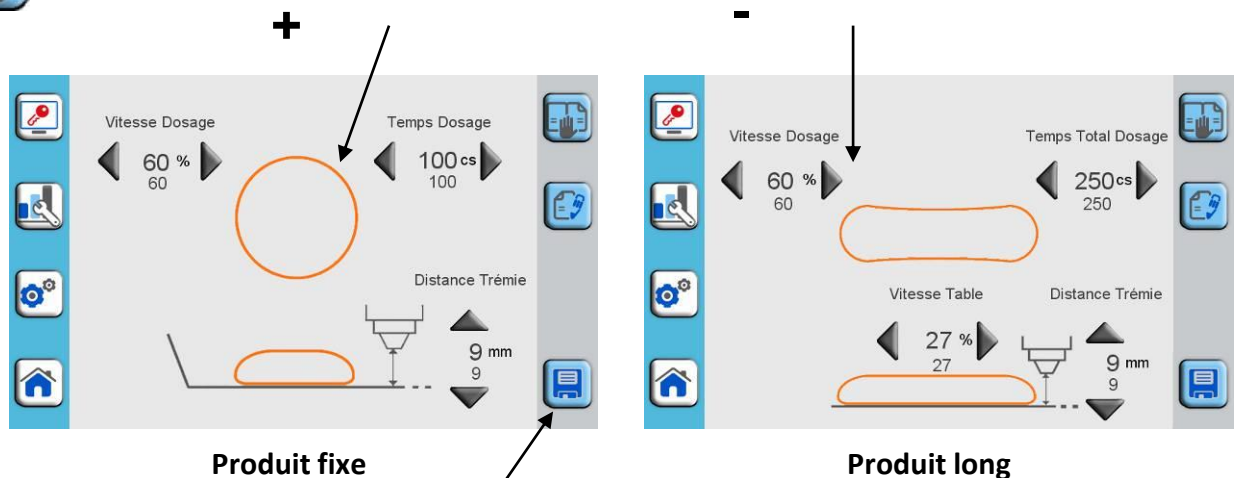 +
-
Vitesse Dosage
60 %
60
Temps Dosage
100 cs
100
Distance Trémie
9 mm
9
Produit fixe
Vitesse Dosage
60 %
60
Temps Total Dosage
250 cs
250
Vitesse Table
27 %
27
Distance Trémie
9 mm
9
Produit long